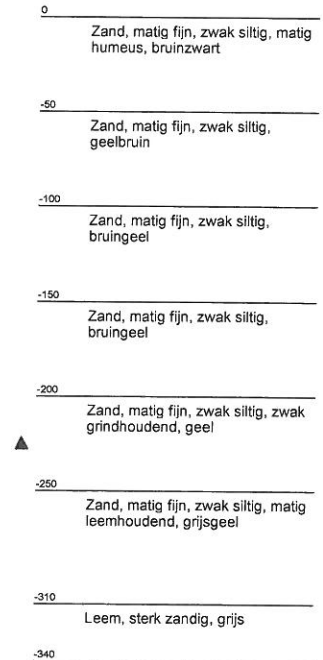 0
Zand, matig fijn, zwak siltig, matig
humeus, bruinzwart
-50
Zand, matig fijn, zwak siltig,
geelbruin
-100
Zand, matig fijn, zwak siltig,
bruingeel
-150
Zand, matig fijn, zwak siltig,
bruingeel
-200
Zand, matig fijn, zwak siltig, zwak
grindhoudend, geel
-250
Zand, matig fijn, zwak siltig, matig
leemhoudend, grijsgeel
-310
Leem, sterk zandig, grijs
-340